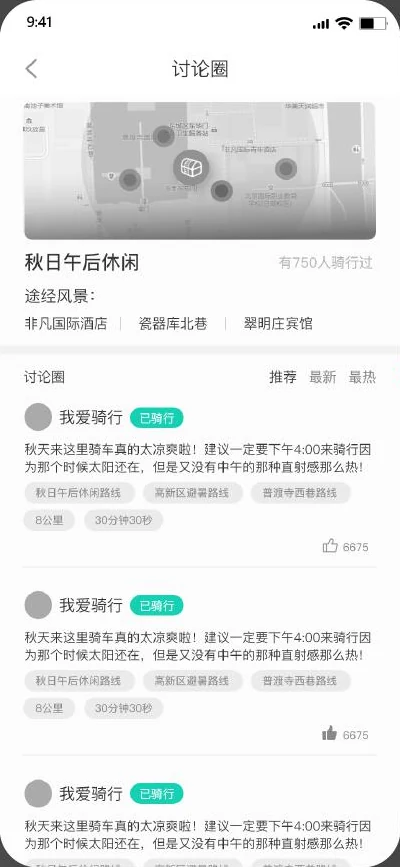 9:41
讨论圈
秋日午后休闲
有750人骑行过
途经风景：
非凡国际酒店
瓷器库北巷
翠明庄宾馆
讨论圈
推荐 最新 最热
我爱骑行 已骑行
秋天来这里骑车真的太凉爽啦！建议一定要下午4:00来骑行因
为那个时候太阳还在，但是又没有中午的那种直射感那么热！
秋日午后休闲路线 高新区避暑路线 普渡寺西巷路线
8公里 30分钟30秒
6675
我爱骑行 已骑行
秋天来这里骑车真的太凉爽啦！建议一定要下午4:00来骑行因
为那个时候太阳还在，但是又没有中午的那种直射感那么热！
秋日午后休闲路线 高新区避暑路线 普渡寺西巷路线
8公里 30分钟30秒
6675
我爱骑行 已骑行
秋天来这里骑车真的太凉爽啦！建议一定要下午4:00来骑行因
为那个时候太阳还在，但是又没有中午的那种直射感那么热！